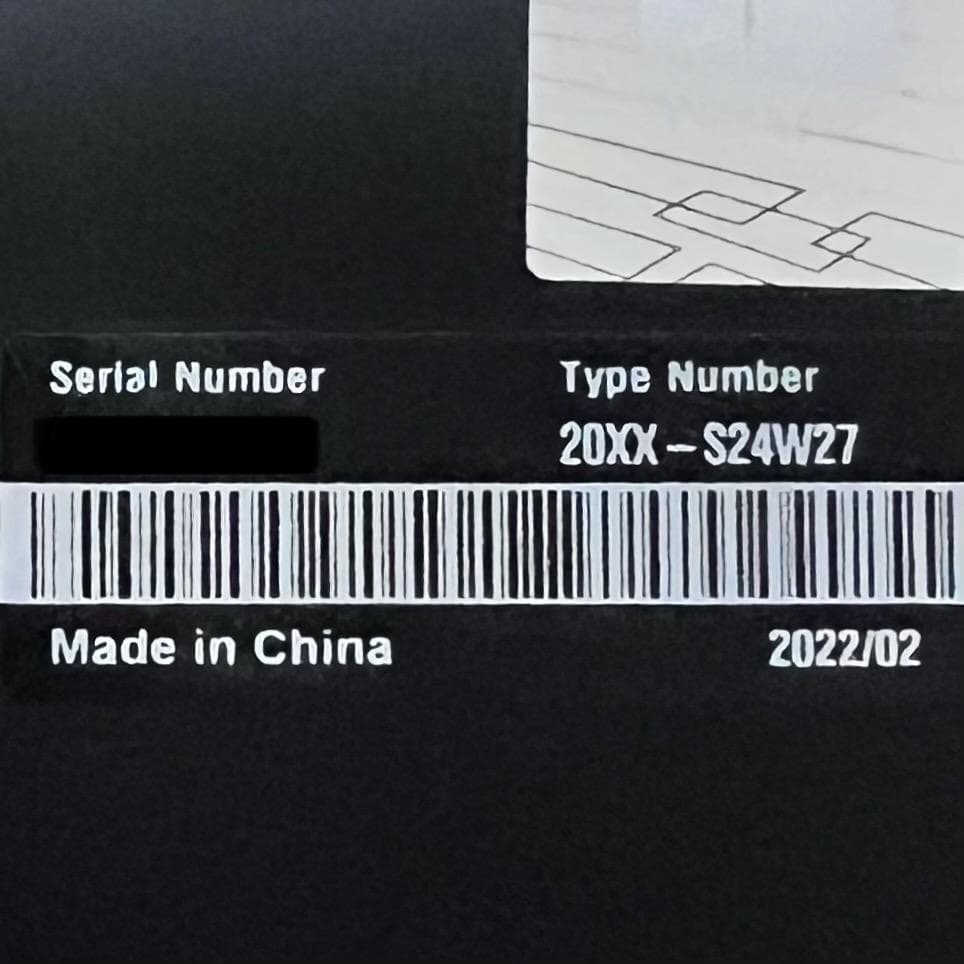 Serial Number
Type Number
20XX-S24W27
Made in China
2022/02